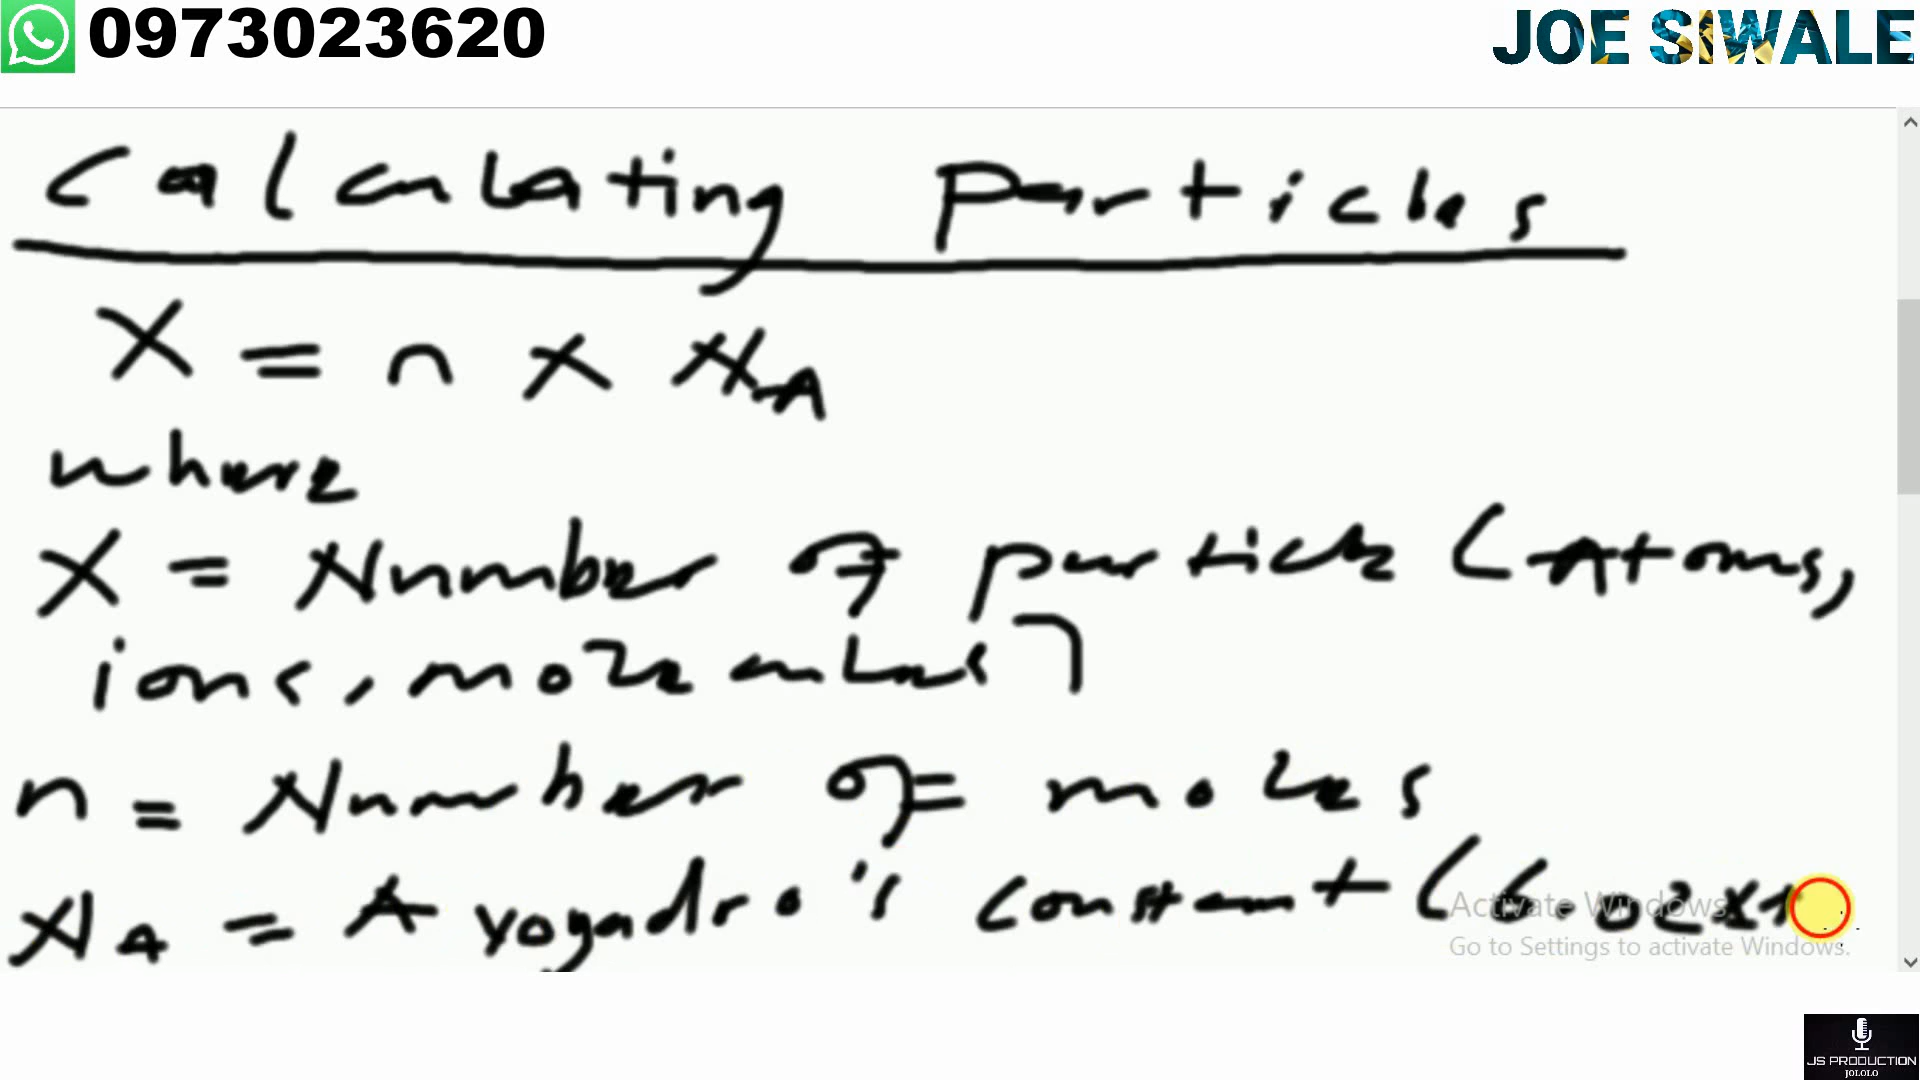 0973023620
JOE SIWALE
Calculating particles
X = n x NA
where
X = Number of particle (Atoms,
ions, molecules)
n = Number of moles
NA = Avogadro's constant (6.02x1
Activate Windows
Go to Settings to activate Windows.
JS PRODUCTION
JOLOLO